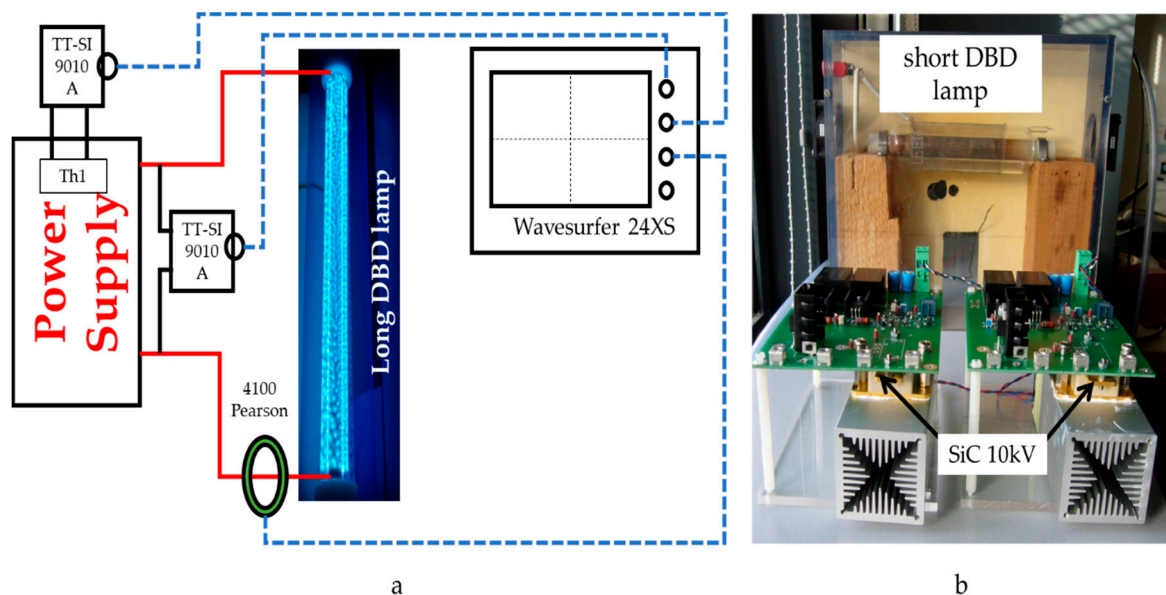 TT-SI
9010
A
Th1
Power
Supply
TT-SI
9010
A
4100
Pearson
Long DBD lamp
Wavesurfer 24XS
short DBD
lamp
SiC 10kV
a
b